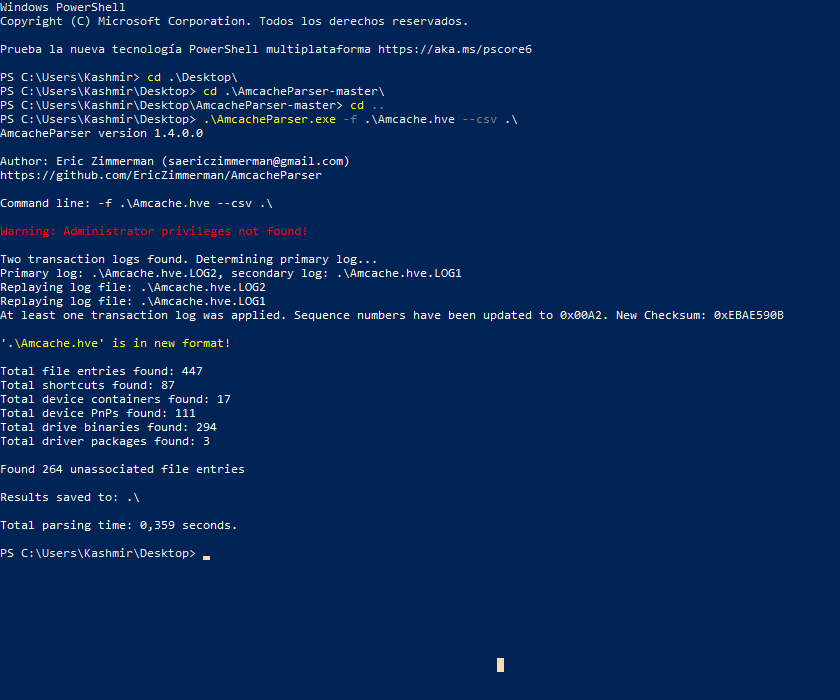 Windows PowerShell
Copyright (C) Microsoft Corporation. Todos los derechos reservados.
Prueba la nueva tecnología PowerShell multiplataforma https://aka.ms/pscore6
PS C:\Users\Kashmir> cd .\Desktop\
PS C:\Users\Kashmir\Desktop> cd .\AmcacheParser-master\
PS C:\Users\Kashmir\Desktop\AmcacheParser-master> cd ..
PS C:\Users\Kashmir\Desktop> .\AmcacheParser.exe -f .\Amcache.hve --csv .\
AmcacheParser version 1.4.0.0
Author: Eric Zimmerman (saericzimmerman@gmail.com)
https://github.com/EricZimmerman/AmcacheParser
Command line: -f .\Amcache.hve --csv .\
Warning: Administrator privileges not found!
Two transaction logs found. Determining primary log...
Primary log: .\Amcache.hve.LOG2, secondary log: .\Amcache.hve.LOG1
Replaying log file: .\Amcache.hve.LOG2
Replaying log file: .\Amcache.hve.LOG1
At least one transaction log was applied. Sequence numbers have been updated to 0x00A2. New Checksum: 0xEBAE590B
'.\Amcache.hve' is in new format!
Total file entries found: 447
Total shortcuts found: 87
Total device containers found: 17
Total device PnPs found: 111
Total drive binaries found: 294
Total driver packages found: 3
Found 264 unassociated file entries
Results saved to: .\
Total parsing time: 0,359 seconds.
PS C:\Users\Kashmir\Desktop>